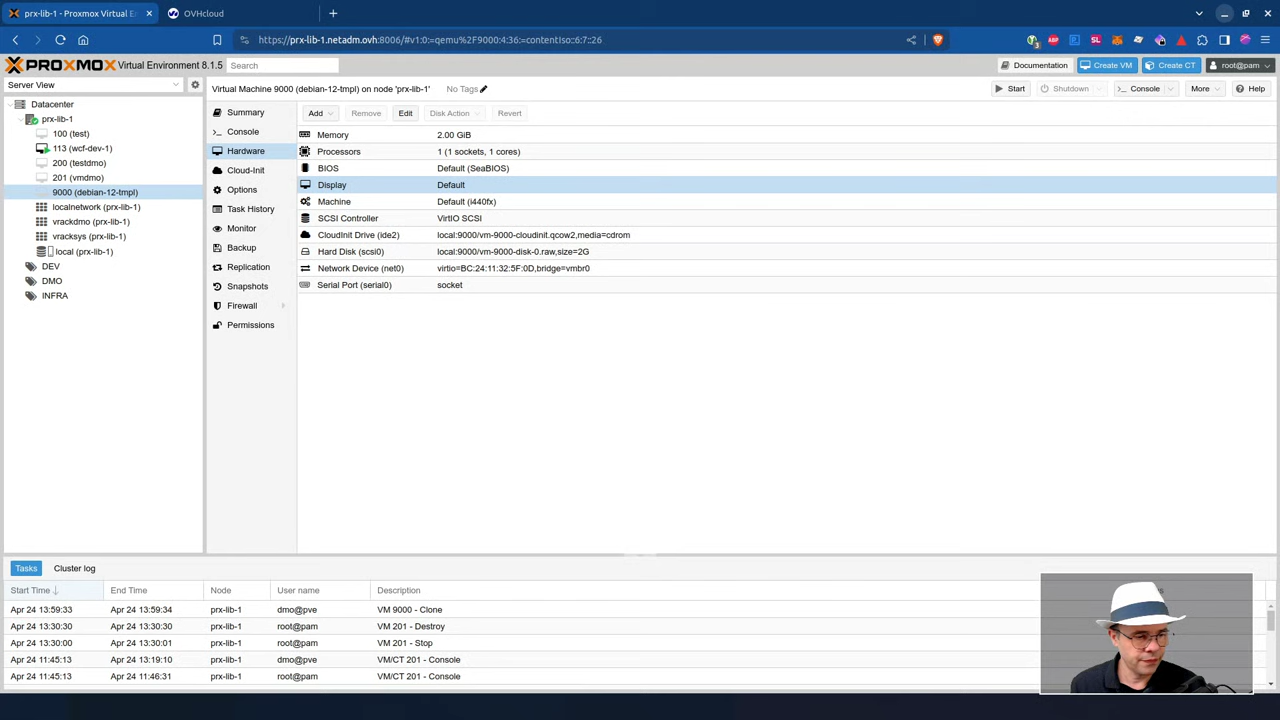 prx-lib-1 - Proxmox Virtual E
OVHcloud
https://prx-lib-1.netadm.ovh:8006/#v1:0:=qemu%2F9000:4:36:=contentIso::6:7::26
PROXMOX Virtual Environment 8.1.5
Search
Documentation
Create VM
Create CT
root@pam
Server View
Virtual Machine 9000 (debian-12-tmpl) on node 'prx-lib-1'
No Tags
Start
Shutdown
Console
More
Help
Datacenter
prx-lib-1
100 (test)
113 (wcf-dev-1)
200 (testdmo)
201 (vmdmo)
9000 (debian-12-tmpl)
localnetwork (prx-lib-1)
vrackdmo (prx-lib-1)
vracksys (prx-lib-1)
local (prx-lib-1)
DEV
DMO
INFRA
Summary
Console
Hardware
Cloud-Init
Options
Task History
Monitor
Backup
Replication
Snapshots
Firewall
Permissions
Add
Remove
Edit
Disk Action
Revert
Memory 2.00 GiB
Processors 1 (1 sockets, 1 cores)
BIOS Default (SeaBIOS)
Display Default
Machine Default (i440fx)
SCSI Controller VirtIO SCSI
CloudInit Drive (ide2) local:9000/vm-9000-cloudinit.qcow2,media=cdrom
Hard Disk (scsi0) local:9000/vm-9000-disk-0.raw,size=2G
Network Device (net0) virtio=BC:24:11:32:5F:0D,bridge=vmbr0
Serial Port (serial0) socket
Tasks
Cluster log
Start Time End Time Node User name Description
Apr 24 13:59:33 Apr 24 13:59:34 prx-lib-1 dmo@pve VM 9000 - Clone
Apr 24 13:30:30 Apr 24 13:30:30 prx-lib-1 root@pam VM 201 - Destroy
Apr 24 13:30:00 Apr 24 13:30:01 prx-lib-1 root@pam VM 201 - Stop
Apr 24 11:45:13 Apr 24 13:19:10 prx-lib-1 dmo@pve VM/CT 201 - Console
Apr 24 11:45:13 Apr 24 11:46:31 prx-lib-1 root@pam VM/CT 201 - Console